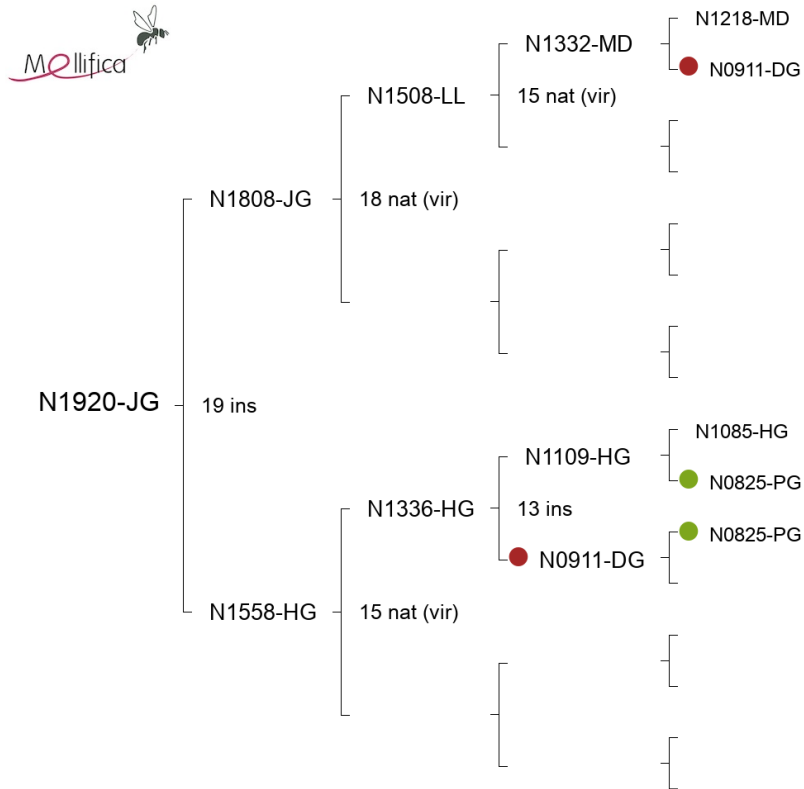 Mellifica
N1218-MD
N1332-MD
N0911-DG
N1508-LL
15 nat (vir)
N1808-JG
18 nat (vir)
N1920-JG
19 ins
N1085-HG
N1109-HG
N0825-PG
N1336-HG
13 ins
N0825-PG
N0911-DG
N1558-HG
15 nat (vir)